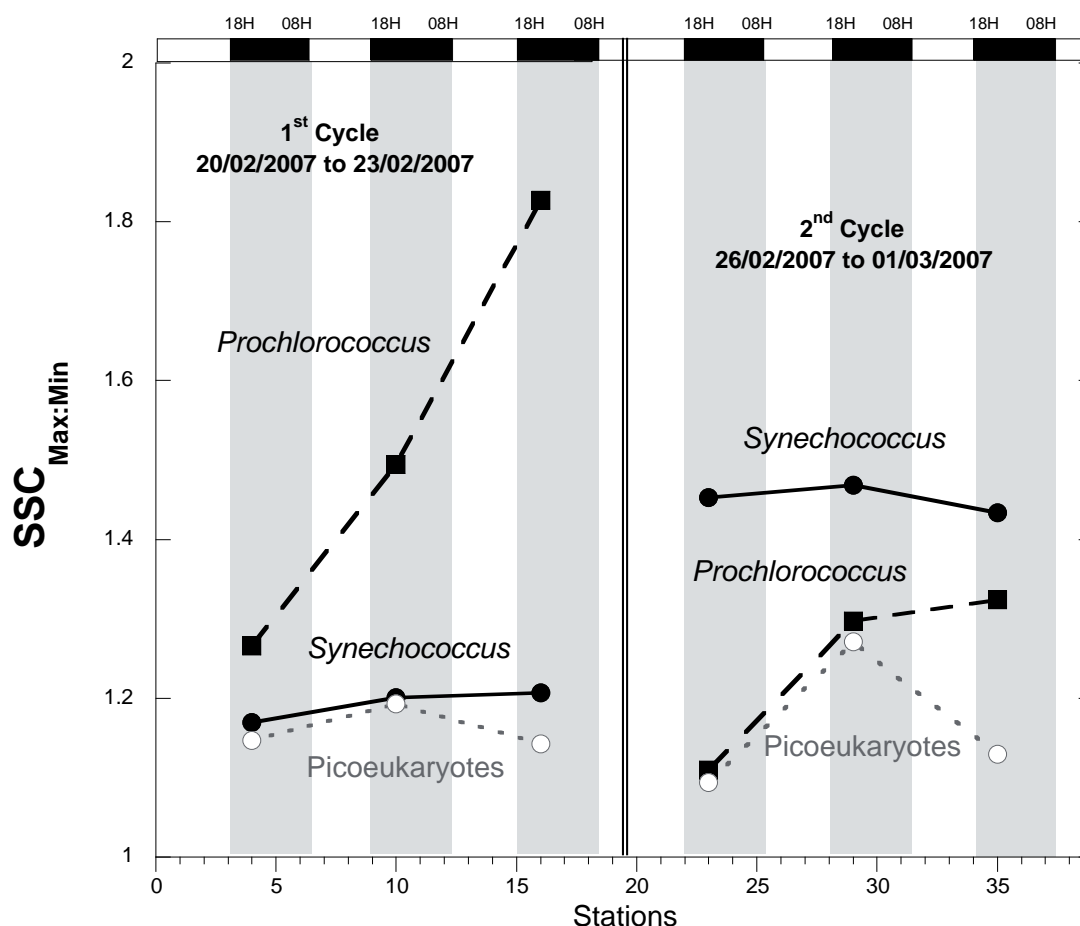 18H 08H 18H 08H 18H 08H 18H 08H 18H 08H 18H 08H
2
1st Cycle
20/02/2007 to 23/02/2007
1.8
2nd Cycle
26/02/2007 to 01/03/2007
Prochlorococcus
1.6
SSC Max:Min
Synechococcus
1.4
Prochlorococcus
Synechococcus
1.2
Picoeukaryotes
Picoeukaryotes
1
0 5 10 15 20 25 30 35
Stations